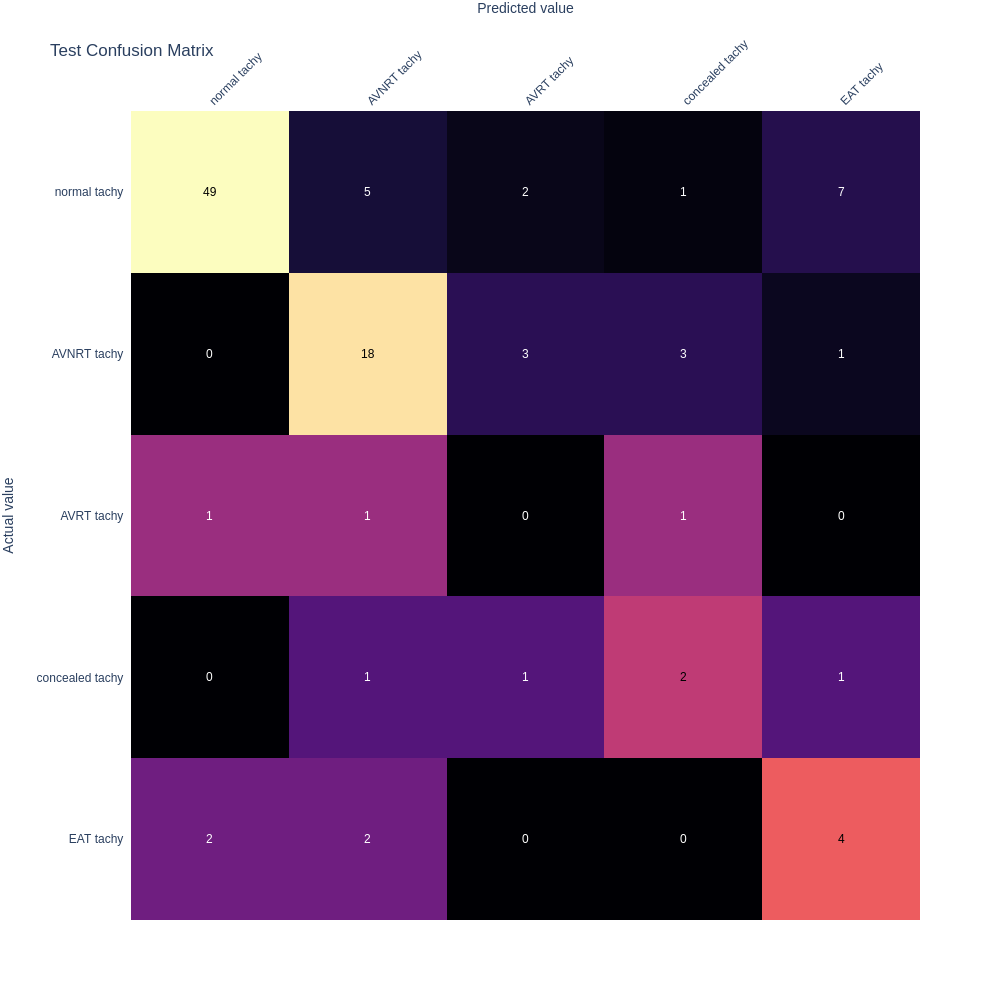 Predicted value
Test Confusion Matrix
normal tachy
AVNRT tachy
AVRT tachy
concealed tachy
EAT tachy
Actual value
normal tachy 49 5 2 1 7
AVNRT tachy 0 18 3 3 1
AVRT tachy 1 1 0 1 0
concealed tachy 0 1 1 2 1
EAT tachy 2 2 0 0 4